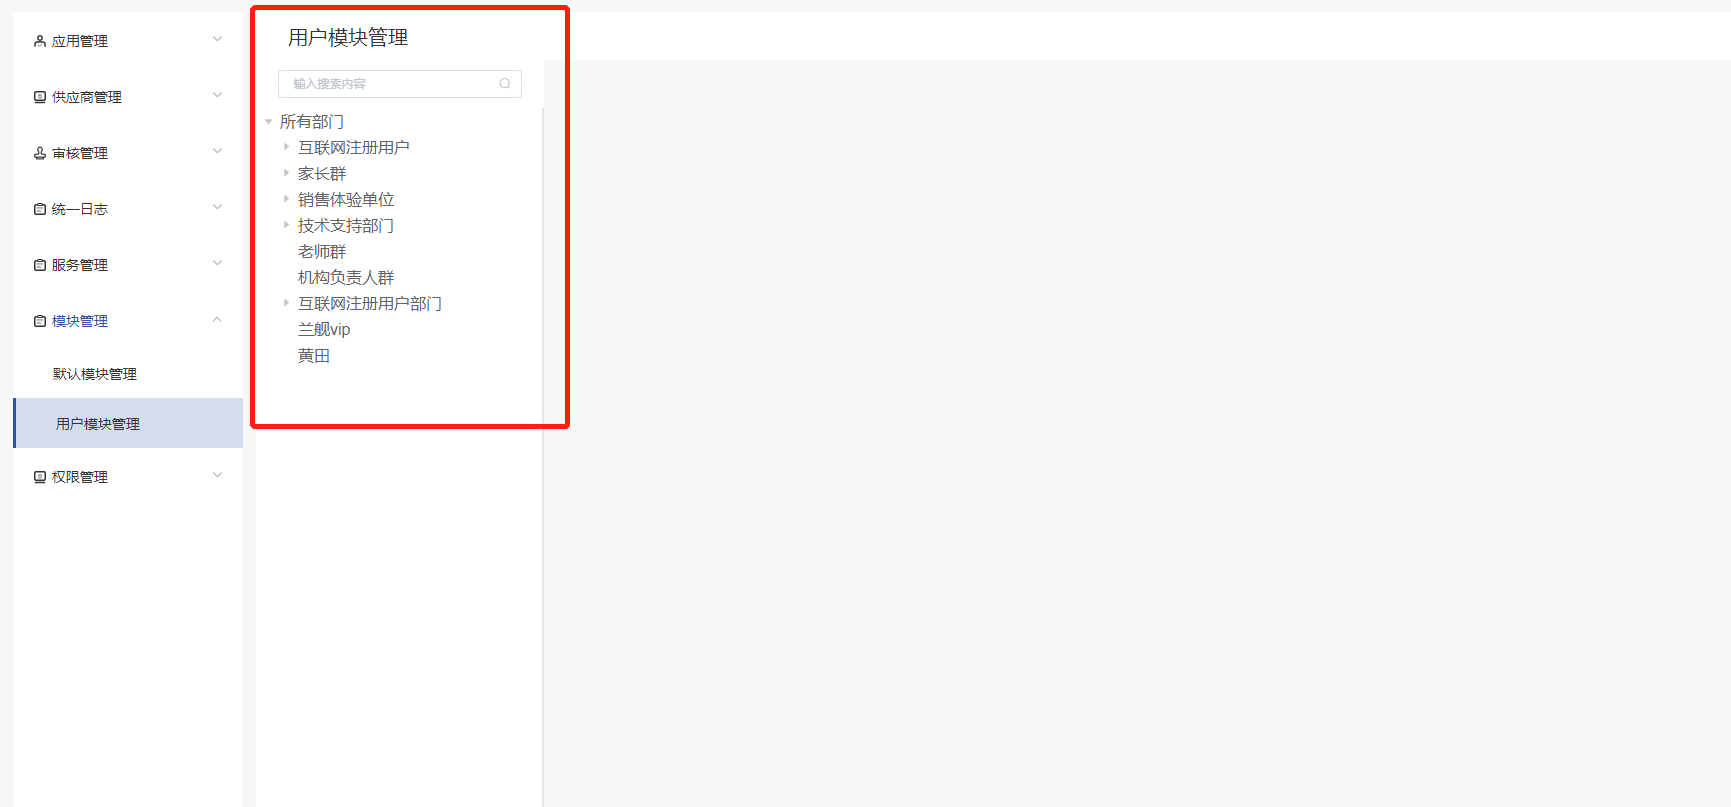 应用管理
供应商管理
审核管理
统一日志
服务管理
模块管理
默认模块管理
用户模块管理
权限管理
用户模块管理
输入搜索内容
所有部门
互联网注册用户
家长群
销售体验单位
技术支持部门
老师群
机构负责人群
互联网注册用户部门
兰舰vip
黄田